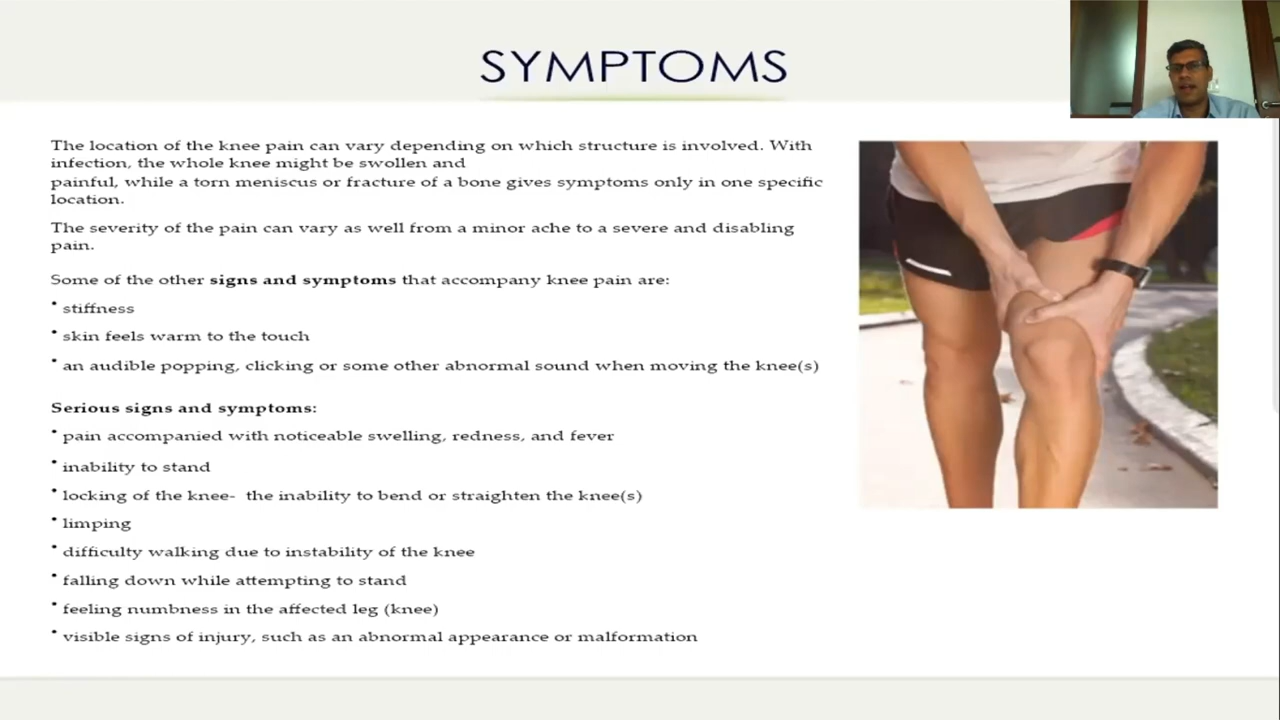 SYMPTOMS
The location of the knee pain can vary depending on which structure is involved. With
infection, the whole knee might be swollen and
painful, while a torn meniscus or fracture of a bone gives symptoms only in one specific
location.
The severity of the pain can vary as well from a minor ache to a severe and disabling
pain.
Some of the other signs and symptoms that accompany knee pain are:
• stiffness
• skin feels warm to the touch
• an audible popping, clicking or some other abnormal sound when moving the knee(s)
Serious signs and symptoms:
• pain accompanied with noticeable swelling, redness, and fever
• inability to stand
• locking of the knee- the inability to bend or straighten the knee(s)
• limping
• difficulty walking due to instability of the knee
• falling down while attempting to stand
• feeling numbness in the affected leg (knee)
• visible signs of injury, such as an abnormal appearance or malformation